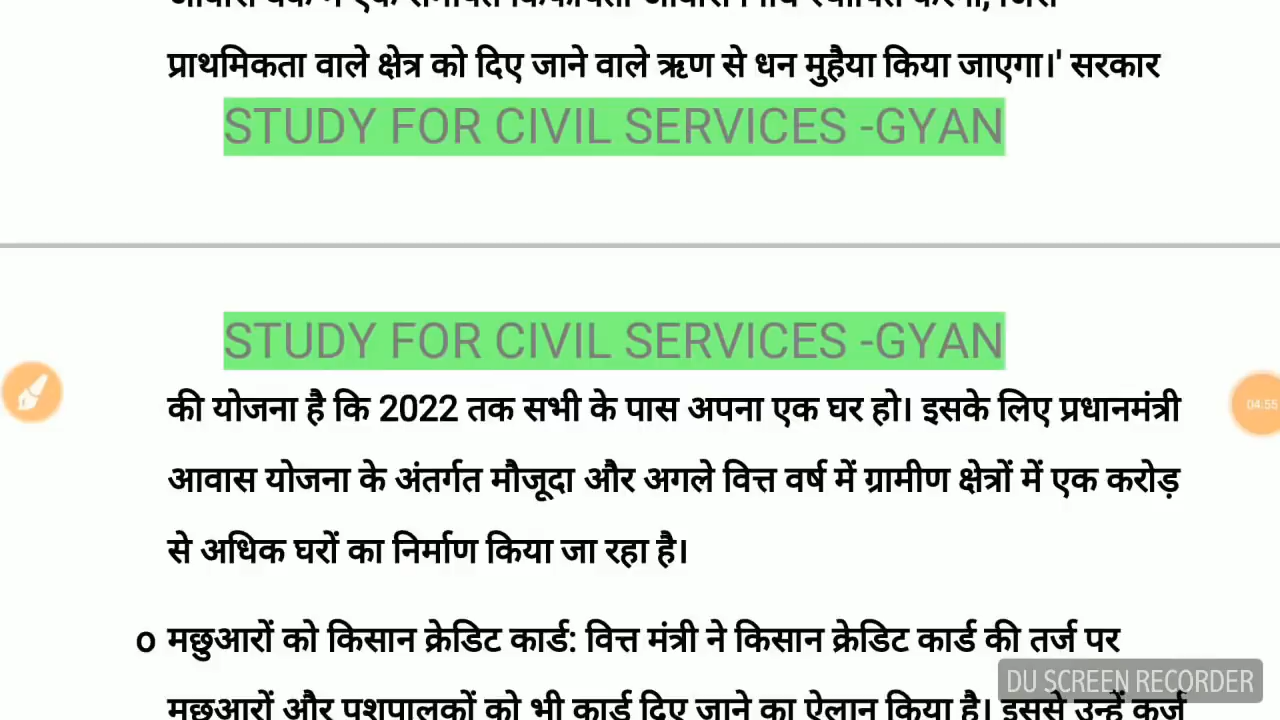 प्राथमिकता वाले क्षेत्र को दिए जाने वाले ऋण से धन मुहैया किया जाएगा।' सरकार
STUDY FOR CIVIL SERVICES -GYAN
STUDY FOR CIVIL SERVICES -GYAN
की योजना है कि 2022 तक सभी के पास अपना एक घर हो। इसके लिए प्रधानमंत्री
04:55
आवास योजना के अंतर्गत मौजूदा और अगले वित्त वर्ष में ग्रामीण क्षेत्रों में एक करोड़
से अधिक घरों का निर्माण किया जा रहा है।
o मछुआरों को किसान क्रेडिट कार्ड: वित्त मंत्री ने किसान क्रेडिट कार्ड की तर्ज पर
DU SCREEN RECORDER
मछुआरों और पशुपालकों को भी कार्ड दिए जाने का ऐलान किया है। इससे उन्हें कर्ज